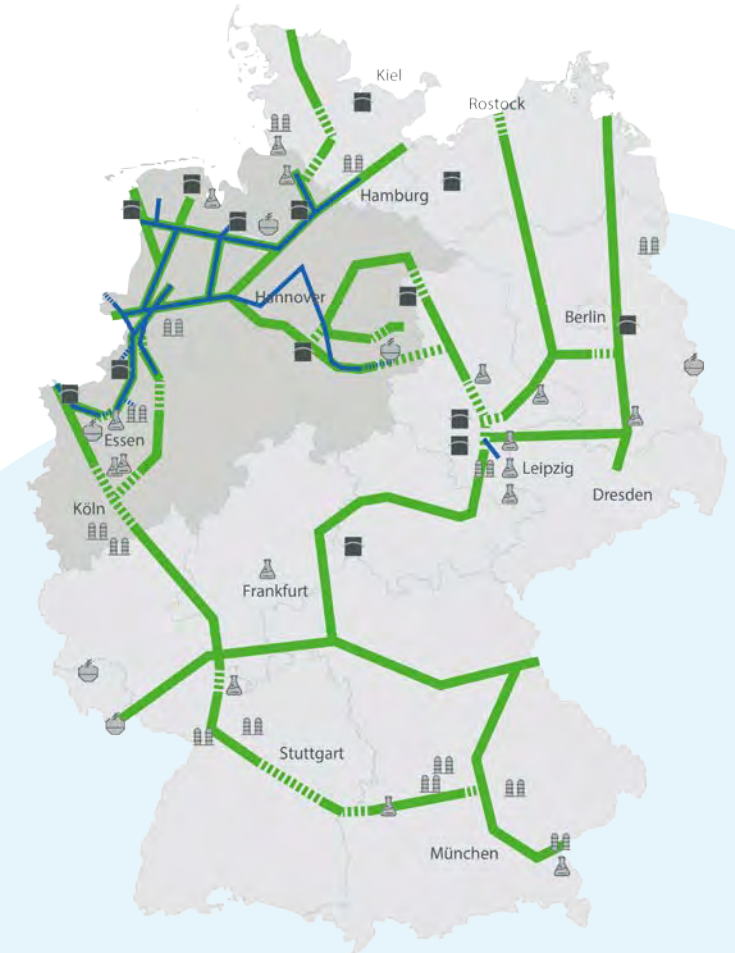 Kiel
Rostock
Hamburg
Hannover
Berlin
Essen
Leipzig
Dresden
Köln
Frankfurt
Stuttgart
München